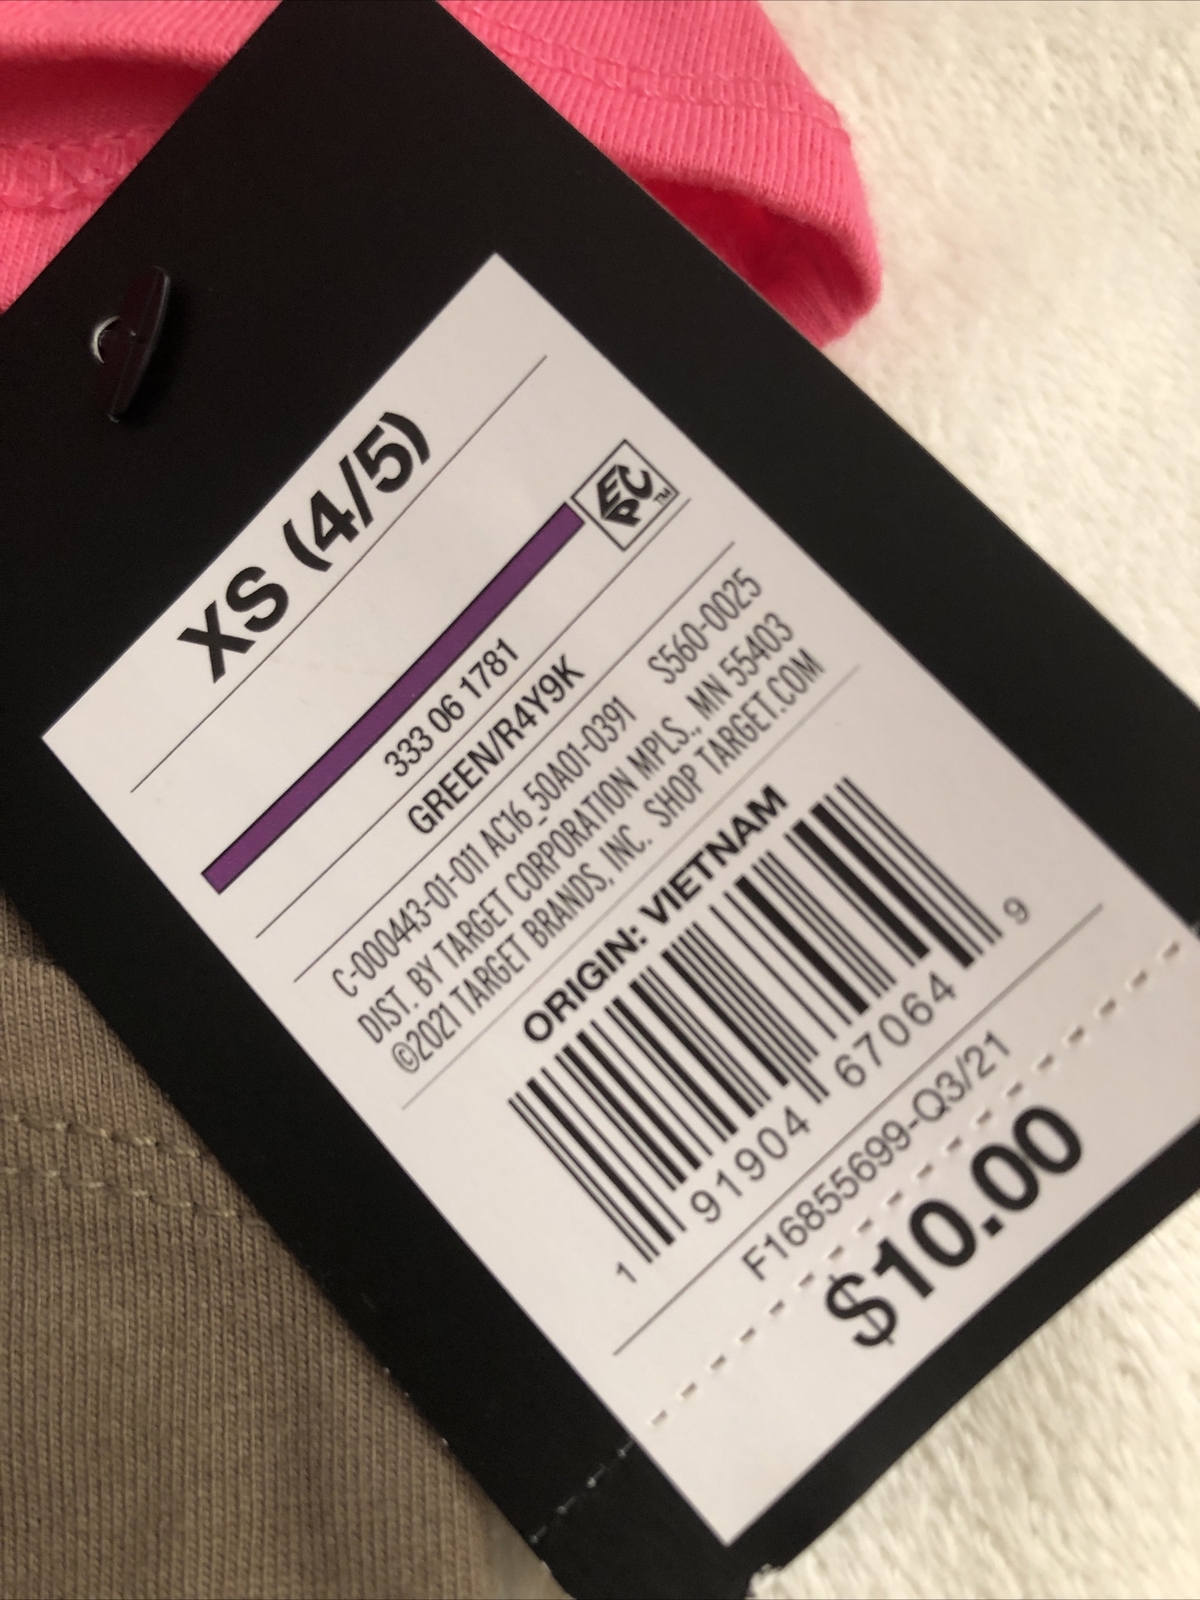 XS (4/5)
EPC™
333 06 1781
GREEN/R4Y9K
C-000443-01-011 AC16_50A01-0391 S560-0025
DIST. BY TARGET CORPORATION MPLS., MN 55403
©2021 TARGET BRANDS, INC. SHOP TARGET.COM
ORIGIN: VIETNAM
1 91904 67064 9
F16855699-Q3/21
$10.00